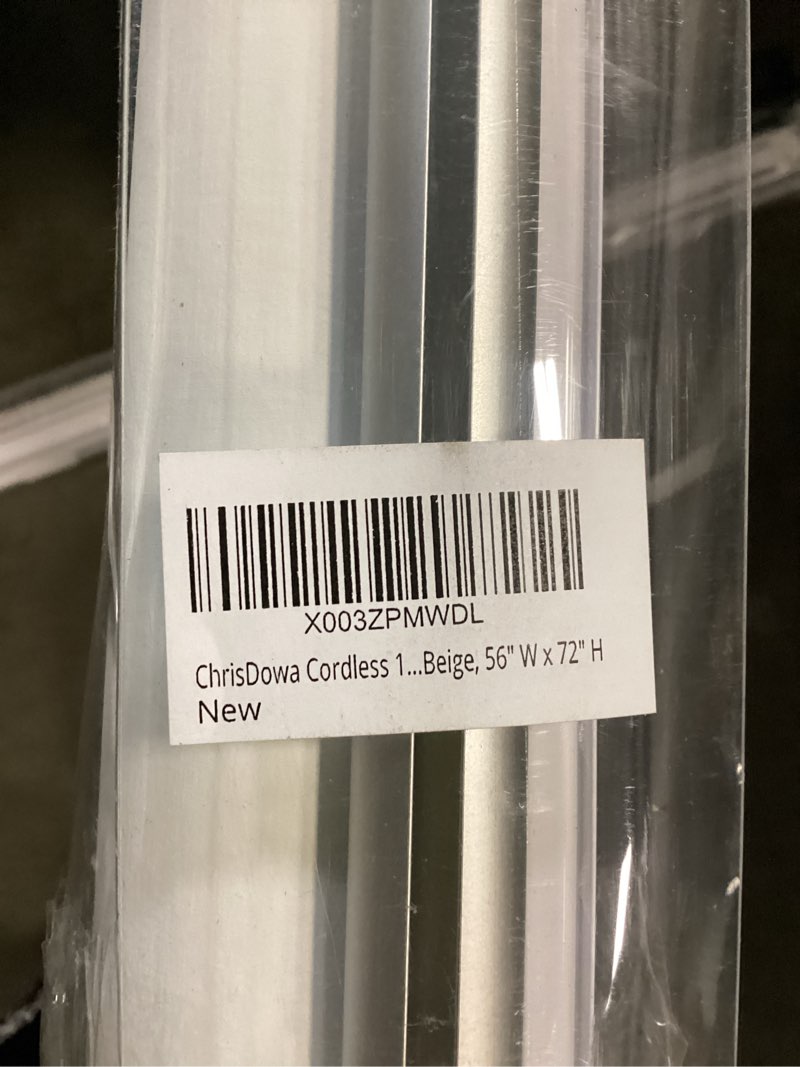 X003ZPMWDL
ChrisDowa Cordless 1...Beige, 56" W x 72" H
New